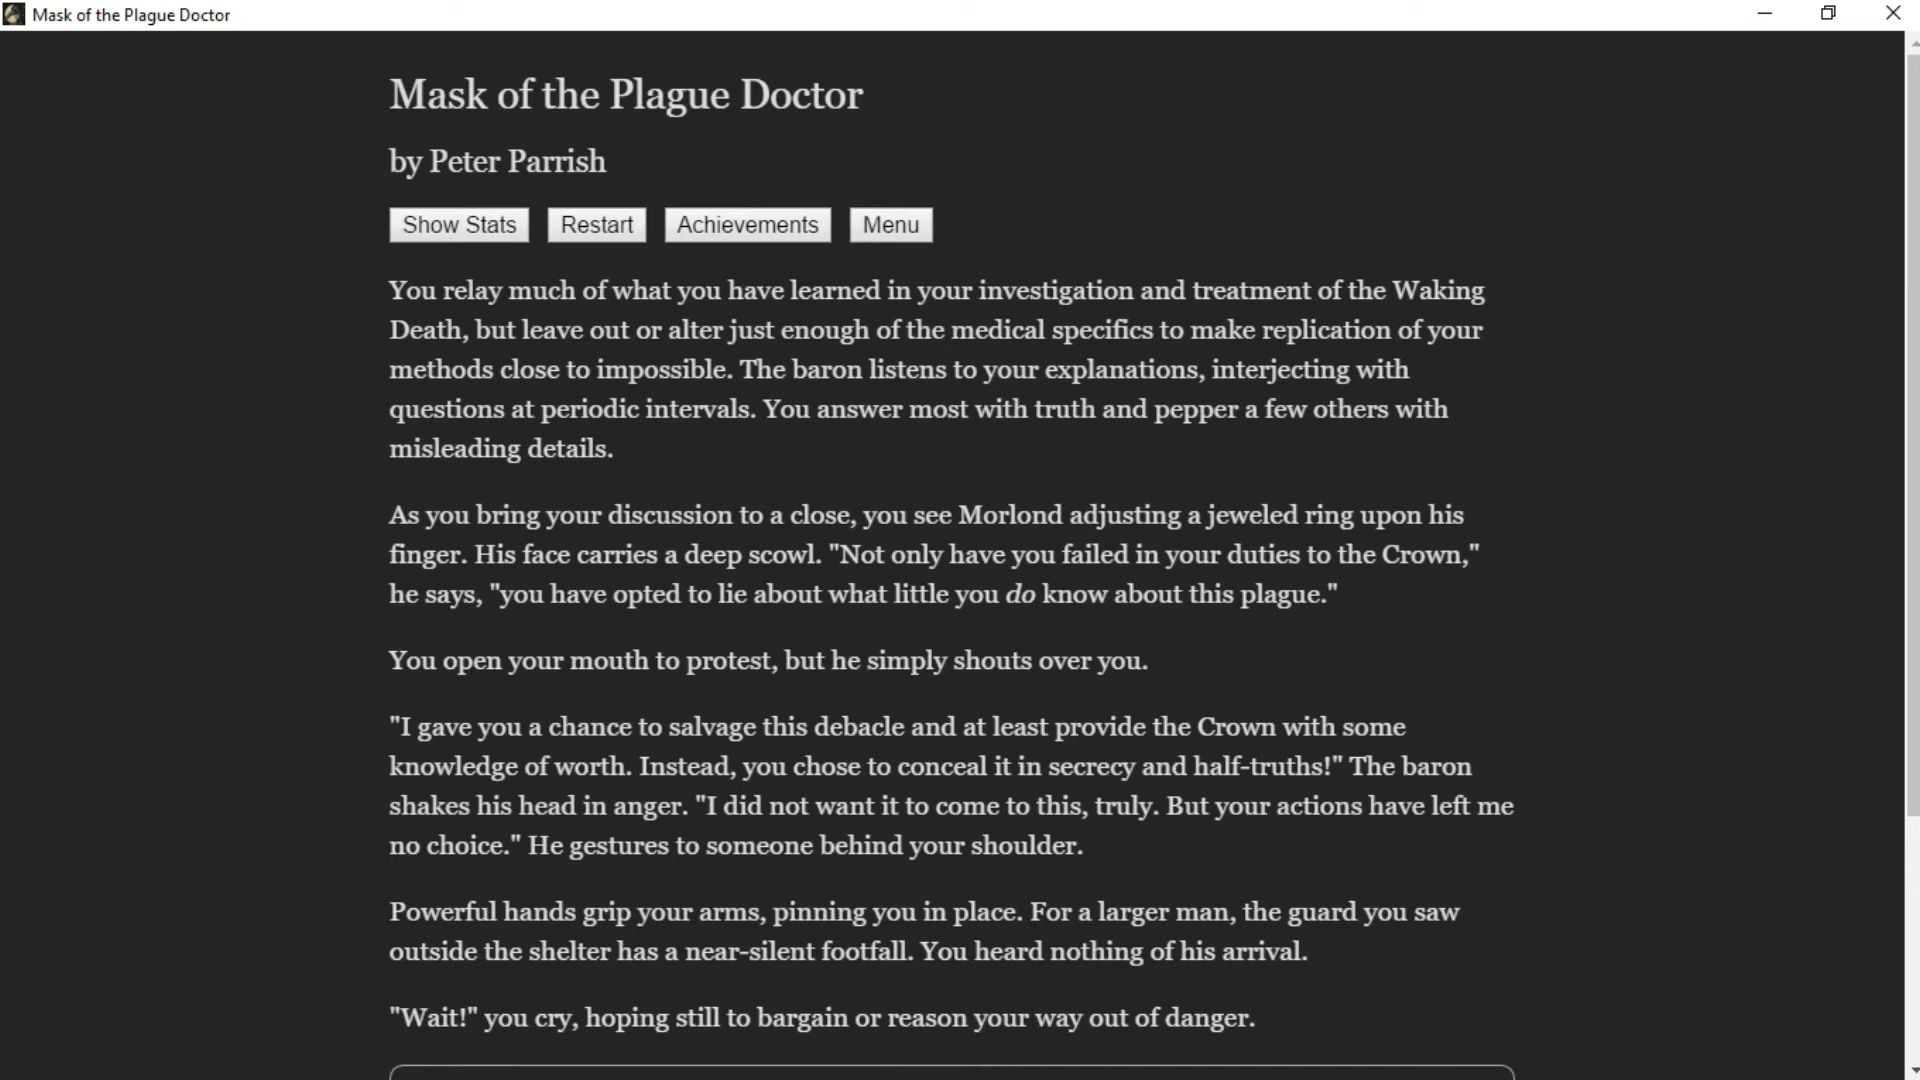 Mask of the Plague Doctor
Mask of the Plague Doctor
by Peter Parrish
Show Stats Restart Achievements Menu
You relay much of what you have learned in your investigation and treatment of the Waking
Death, but leave out or alter just enough of the medical specifics to make replication of your
methods close to impossible. The baron listens to your explanations, interjecting with
questions at periodic intervals. You answer most with truth and pepper a few others with
misleading details.
As you bring your discussion to a close, you see Morlond adjusting a jeweled ring upon his
finger. His face carries a deep scowl. "Not only have you failed in your duties to the Crown,"
he says, "you have opted to lie about what little you do know about this plague."
You open your mouth to protest, but he simply shouts over you.
"I gave you a chance to salvage this debacle and at least provide the Crown with some
knowledge of worth. Instead, you chose to conceal it in secrecy and half-truths!" The baron
shakes his head in anger. "I did not want it to come to this, truly. But your actions have left me
no choice." He gestures to someone behind your shoulder.
Powerful hands grip your arms, pinning you in place. For a larger man, the guard you saw
outside the shelter has a near-silent footfall. You heard nothing of his arrival.
"Wait!" you cry, hoping still to bargain or reason your way out of danger.